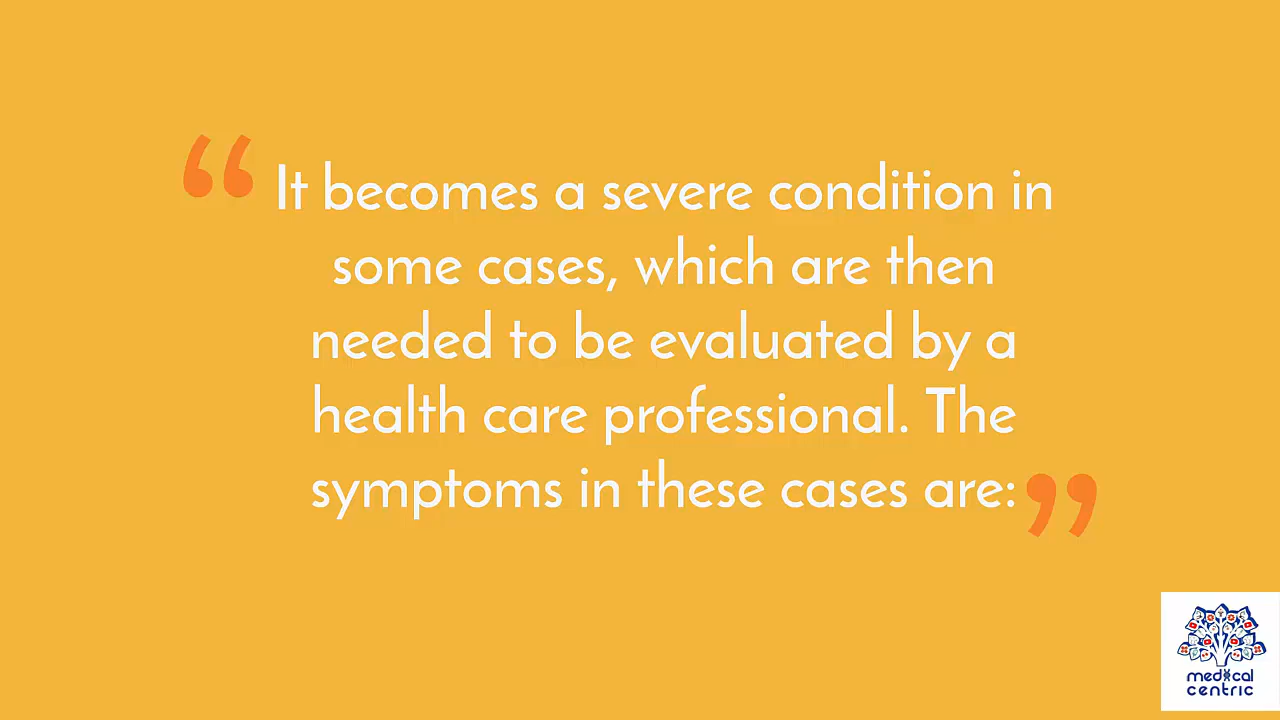 “ It becomes a severe condition in
some cases, which are then
needed to be evaluated by a
health care professional. The
symptoms in these cases are: ”
medical
centric